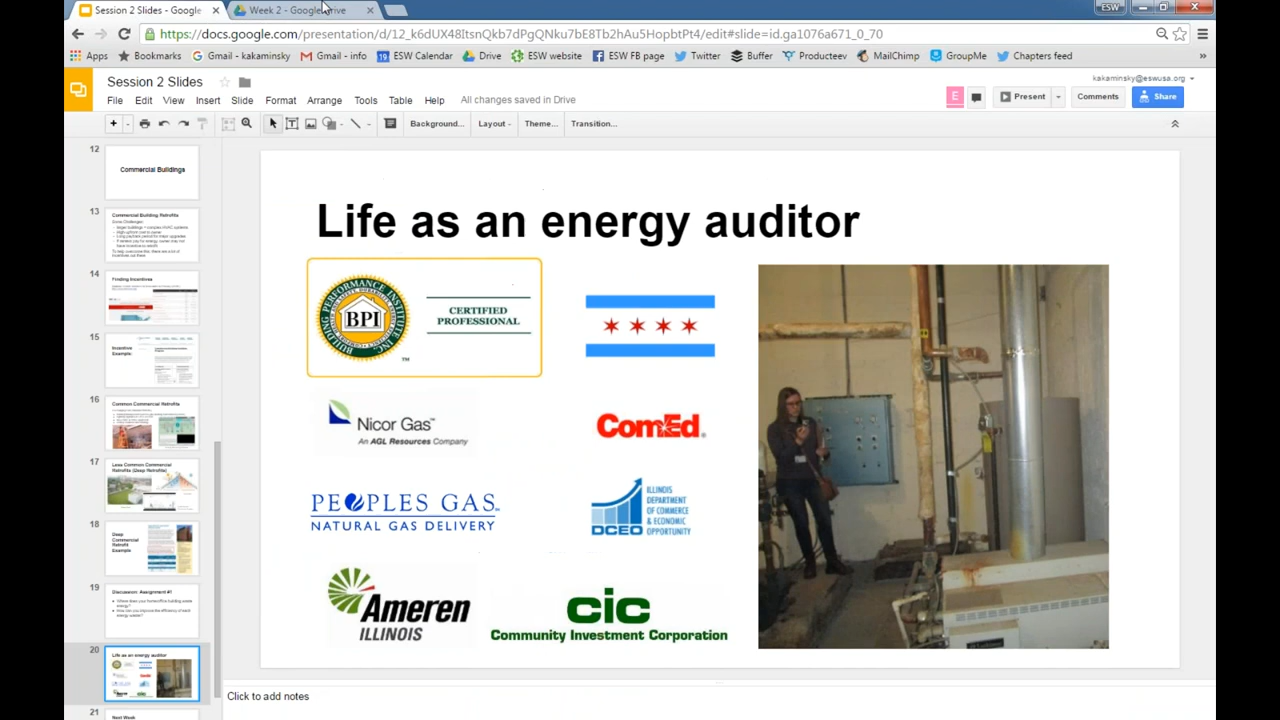 Session 2 Slides - Google
Week 2 - Google Drive
ESW
https://docs.google.com/presentation/d/12_k6dUX48ltsnQkb7dPgQNku7bE8Tb2hAu5HopbtPt4/edit#slide=id.ga1076a671_0_70
Apps
Bookmarks
Gmail - kakaminsky
Gmail - info
ESW Calendar
Drive
ESW website
ESW FB page
Twitter
Buffer
Producteev
MailChimp
GroupMe
Chapters feed
Session 2 Slides
kakaminsky@eswusa.org
File Edit View Insert Slide Format Arrange Tools Table Help All changes saved in Drive
E
Present
Comments
Share
Background... Layout Theme... Transition...
12
Commercial Buildings
13
Commercial Building Retrofits
14
Finding Incentives
15
Incentive
Example:
16
Common Commercial Retrofits
17
Less Common Commercial
Retrofits (Deep Retrofits)
18
Deep
Commercial
Retrofit
Example
19
Discussion: Assignment #1
20
Life as an energy auditor
21
Next Week
Life as an energy auditor
BUILDING PERFORMANCE INSTITUTE INC
BPI
TM
CERTIFIED
PROFESSIONAL
Nicor Gas™
An AGL Resources Company
ComEd
PEOPLES GAS
NATURAL GAS DELIVERY
DCEO
ILLINOIS
DEPARTMENT
OF COMMERCE
& ECONOMIC
OPPORTUNITY
Ameren
ILLINOIS
cic
Community Investment Corporation
Click to add notes